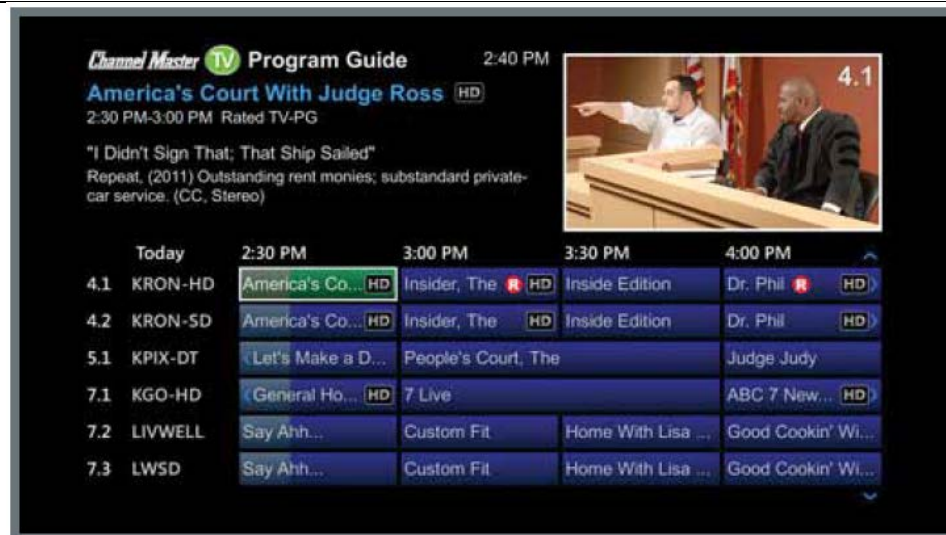 Channel Master TV Program Guide 2:40 PM
4.1
America's Court With Judge Ross HD
2:30 PM-3:00 PM Rated TV-PG
"I Didn't Sign That; That Ship Sailed"
Repeat, (2011) Outstanding rent monies; substandard private-
car service. (CC, Stereo)
Today 2:30 PM 3:00 PM 3:30 PM 4:00 PM
4.1 KRON-HD America's Co... HD Insider, The R HD Inside Edition Dr. Phil R HD
4.2 KRON-SD America's Co... HD Insider, The HD Inside Edition Dr. Phil HD
5.1 KPIX-DT Let's Make a D... People's Court, The Judge Judy
7.1 KGO-HD General Ho... HD 7 Live ABC 7 New... HD
7.2 LIVWELL Say Ahh... Custom Fit Home With Lisa ... Good Cookin' Wi...
7.3 LWSD Say Ahh... Custom Fit Home With Lisa ... Good Cookin' Wi...